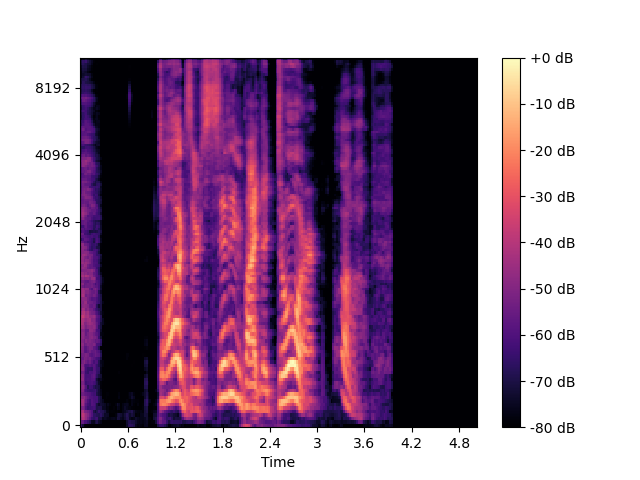 +0 dB
8192
-10 dB
4096
-20 dB
-30 dB
2048
Hz
-40 dB
1024
-50 dB
-60 dB
512
-70 dB
0
-80 dB
0 0.6 1.2 1.8 2.4 3 3.6 4.2 4.8
Time